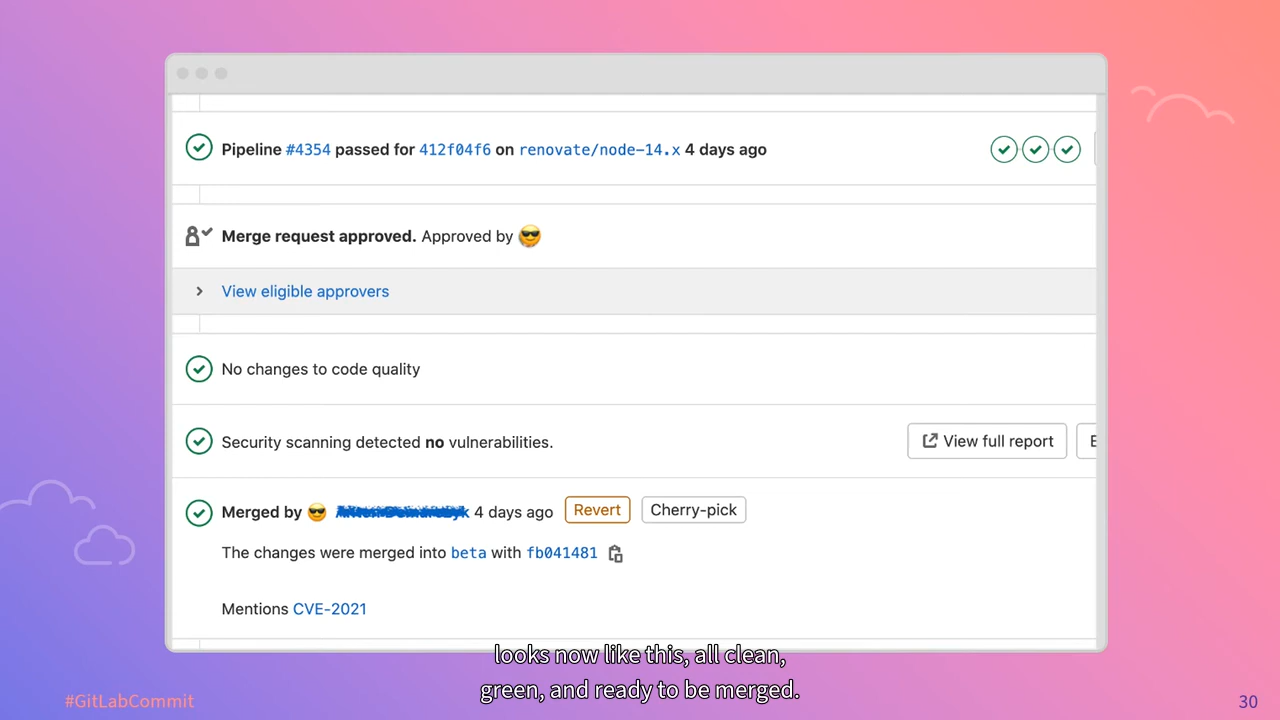 Pipeline #4354 passed for 412f04f6 on renovate/node-14.x 4 days ago
Merge request approved. Approved by
View eligible approvers
No changes to code quality
Security scanning detected no vulnerabilities.
View full report
Merged by 4 days ago Revert Cherry-pick
The changes were merged into beta with fb041481
Mentions CVE-2021
looks now like this, all clean,
green, and ready to be merged.
#GitLabCommit
30